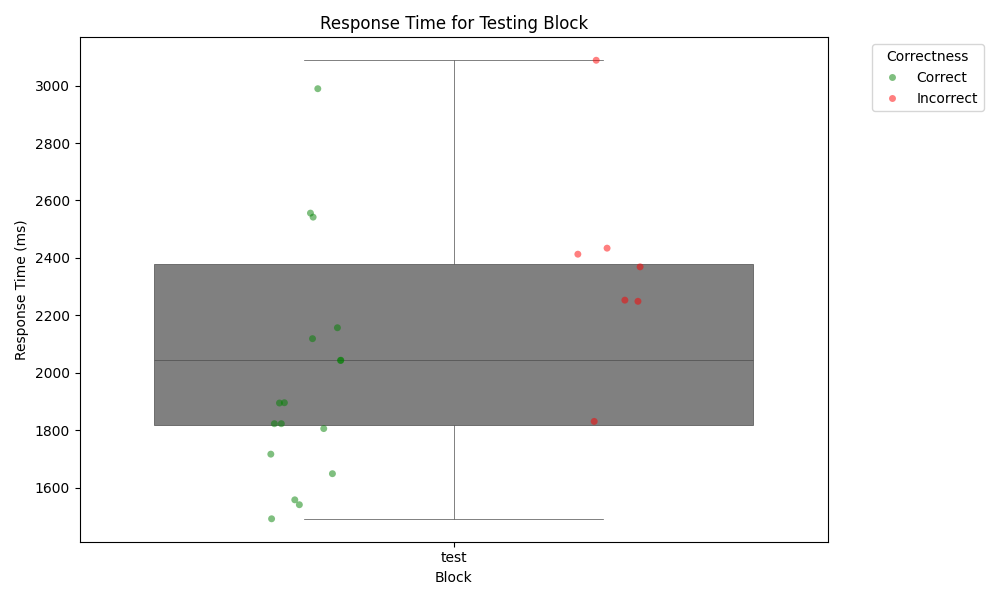 Response Time for Testing Block
Correctness
Correct
Incorrect
Response Time (ms)
3000
2800
2600
2400
2200
2000
1800
1600
test
Block